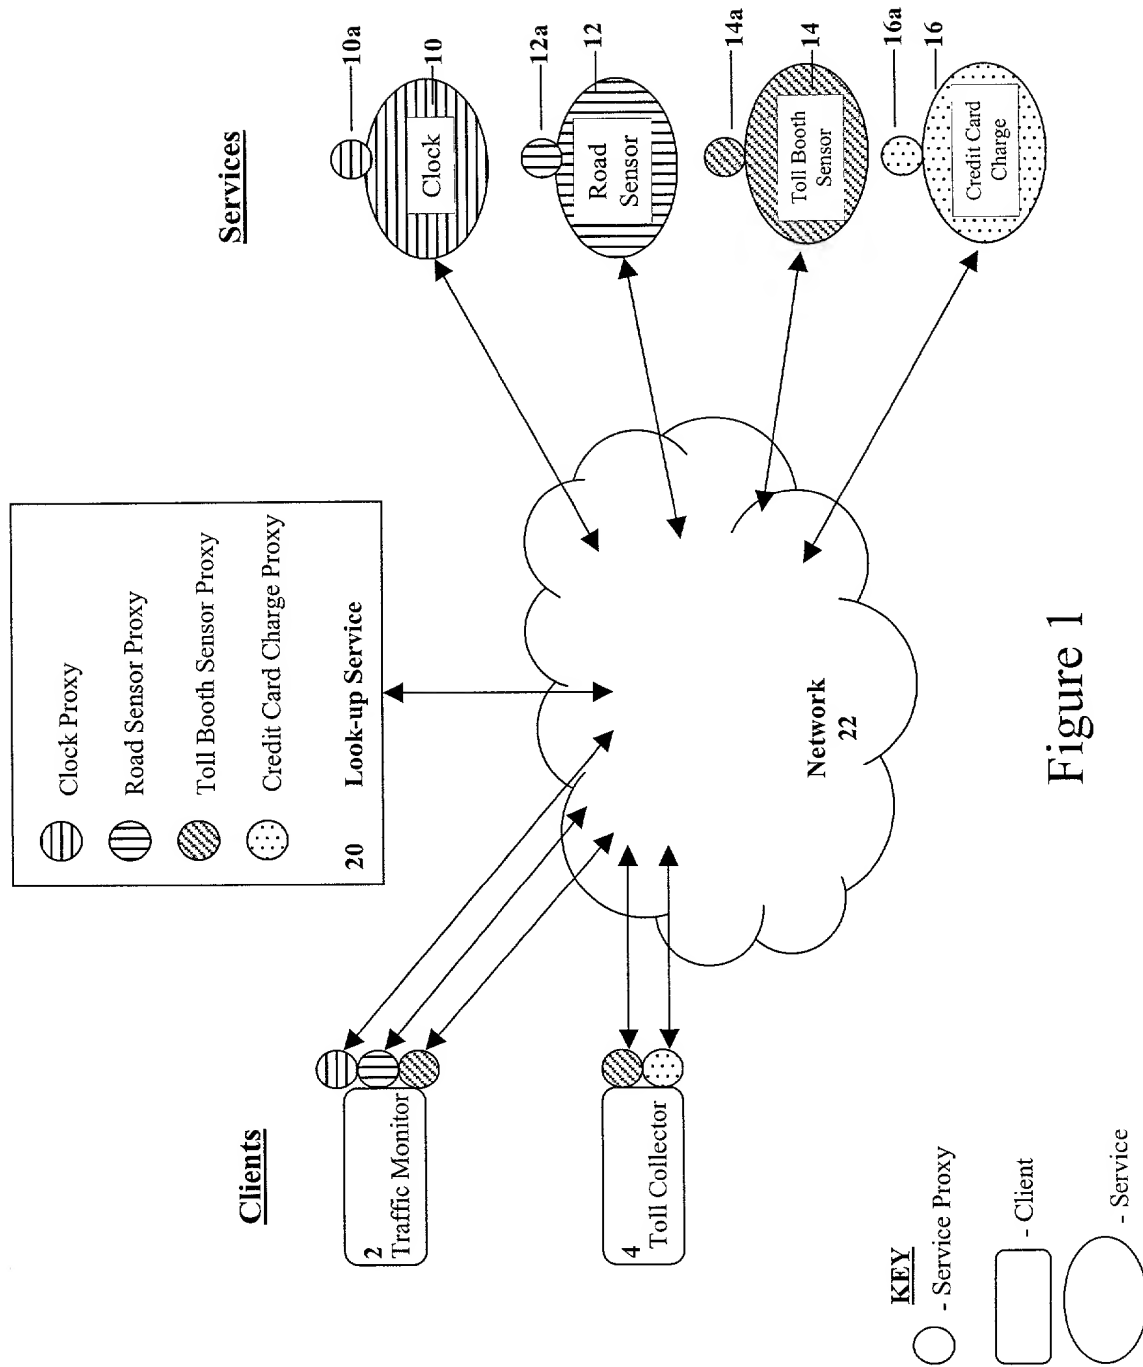 Clock Proxy
Road Sensor Proxy
Toll Booth Sensor Proxy
Credit Card Charge Proxy
20 Look-up Service
Clients
Services
2
Traffic Monitor
4
Toll Collector
10a
10
Clock
12a
12
Road
Sensor
14a
14
Toll Booth
Sensor
16a
16
Credit Card
Charge
Network
22
KEY
- Service Proxy
- Client
- Service
Figure 1